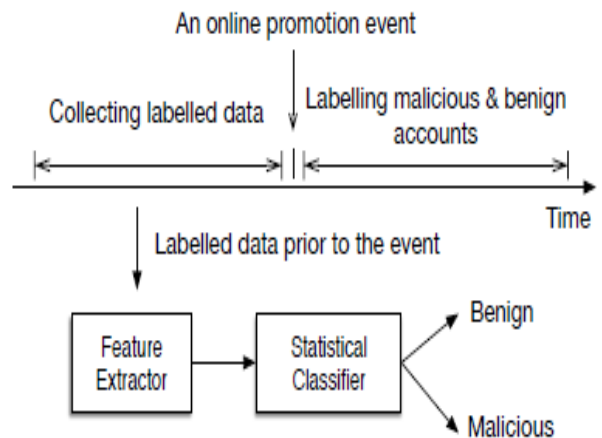 An online promotion event
Collecting labelled data
Labelling malicious & benign
accounts
Time
Labelled data prior to the event
Feature
Extractor
Statistical
Classifier
Benign
Malicious